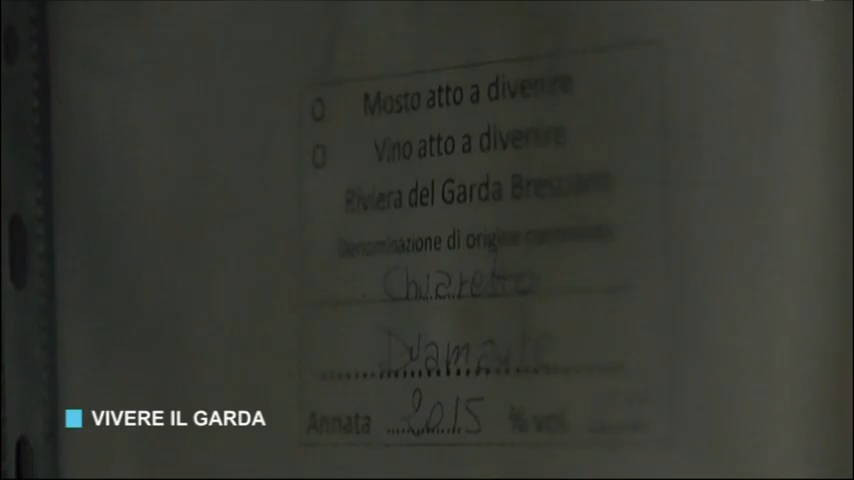 O Mosto atto a divenire
O Vino atto a divenire
Riviera del Garda Bresciano
Denominazione di origine
Chiaretto
Diamante
Annata 2015 % vol.
VIVERE IL GARDA